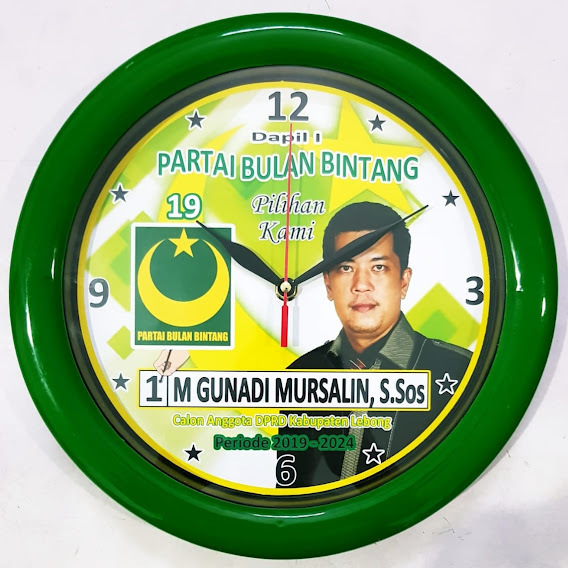 12
Dapil I
PARTAI BULAN BINTANG
19
Pilihan
Kami
PARTAI BULAN BINTANG
9
3
1 M GUNADI MURSALIN, S.Sos
Calon Anggota DPRD Kabupaten Lebong
Periode 2019 - 2024
6